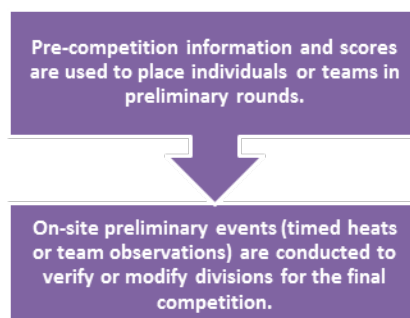 Pre-competition information and scores
are used to place individuals or teams in
preliminary rounds.
On-site preliminary events (timed heats
or team observations) are conducted to
verify or modify divisions for the final
competition.